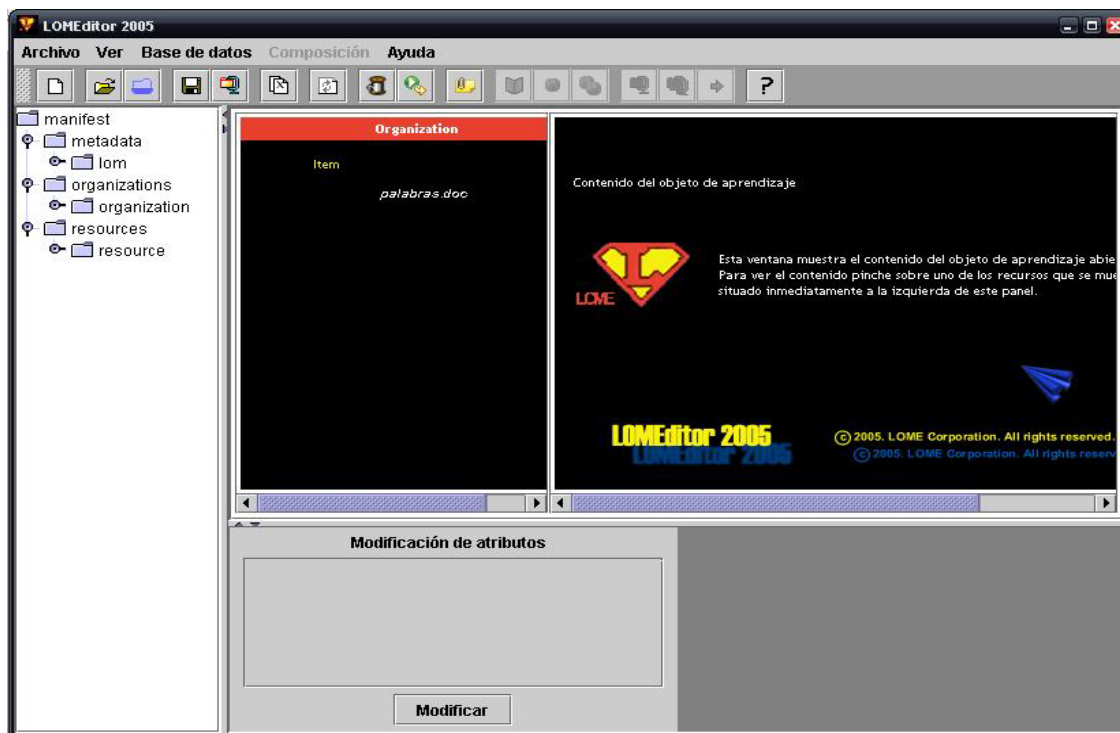 LOMEditor 2005
Archivo Ver Base de datos Composición Ayuda
?
manifest
metadata
lom
organizations
organization
resources
resource
Organization
Item
palabras.doc
Contenido del objeto de aprendizaje
LOME
Esta ventana muestra el contenido del objeto de aprendizaje abie
Para ver el contenido pinche sobre uno de los recursos que se mue
situado inmediatamente a la izquierda de este panel.
LOMEditor 2005
LOMEditor 2005
© 2005. LOME Corporation. All rights reserved.
© 2005. LOME Corporation. All rights reserv
Modificación de atributos
Modificar